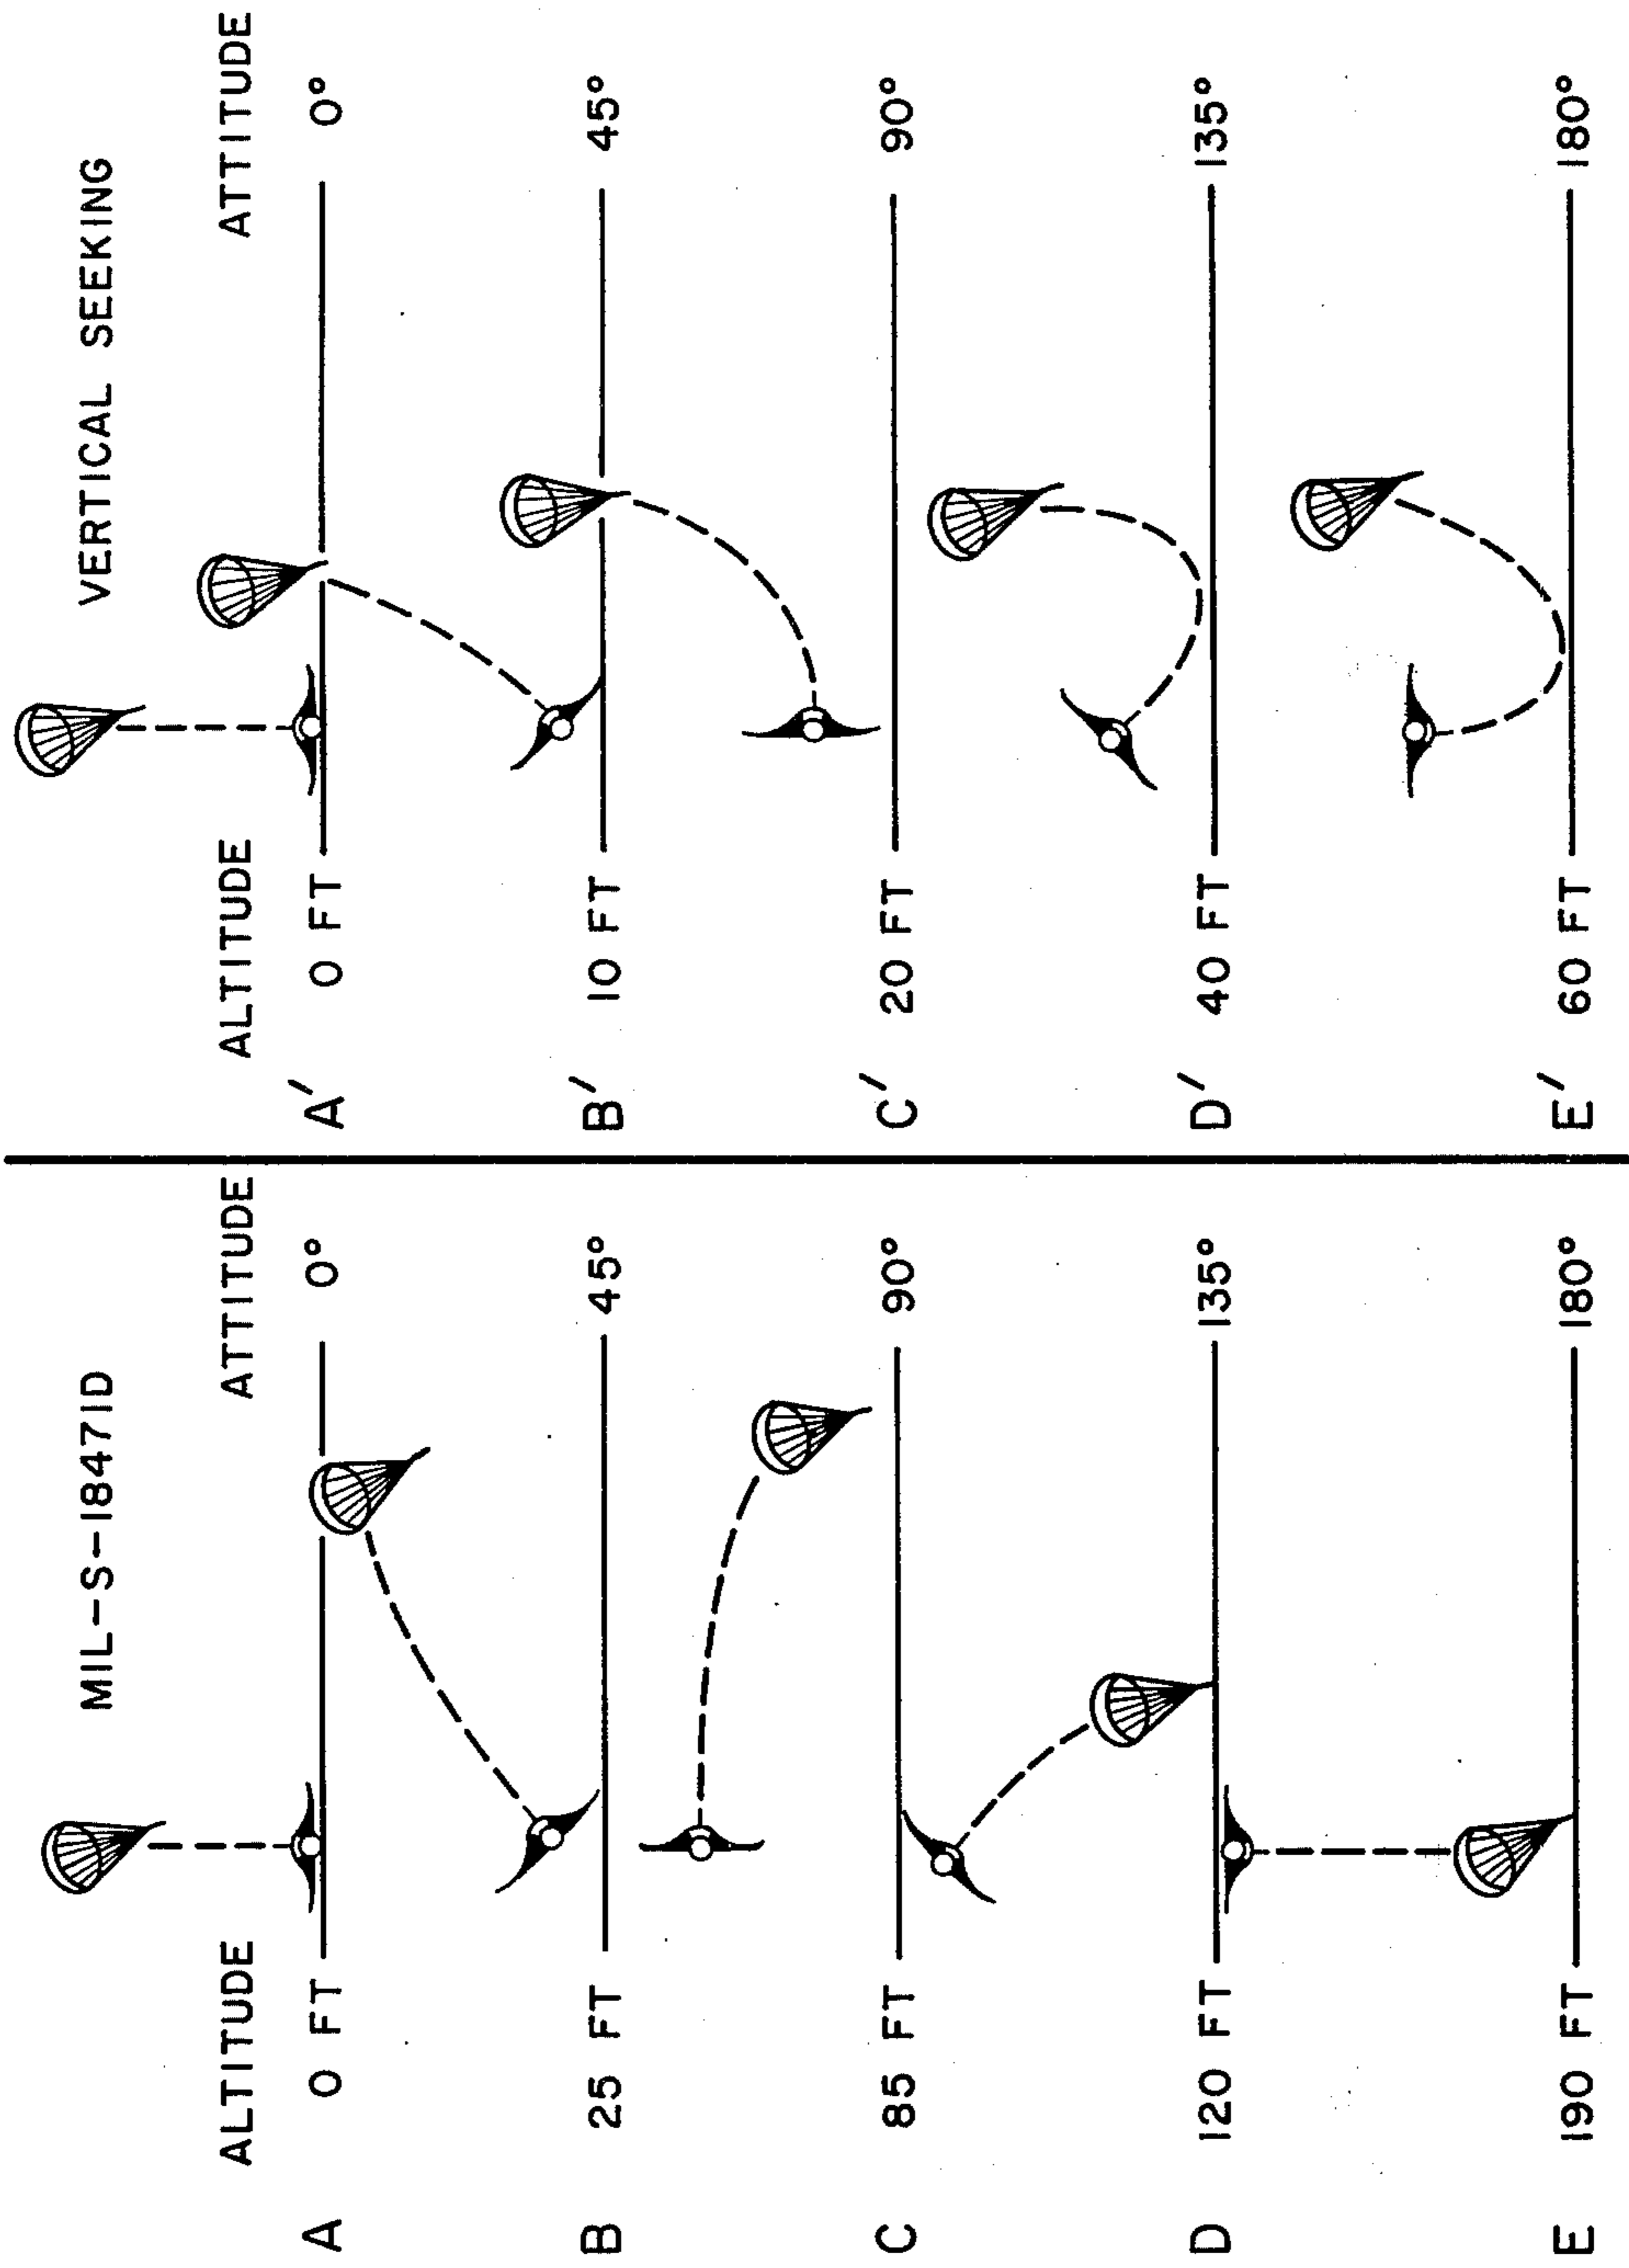 MIL-S-18471D
ALTITUDE ATTITUDE
A 0 FT 0°
B 25 FT 45°
C 85 FT 90°
D 120 FT 135°
E 190 FT 180°
VERTICAL SEEKING
ALTITUDE ATTITUDE
A' 0 FT 0°
B' 10 FT 45°
C' 20 FT 90°
D' 40 FT 135°
E' 60 FT 180°